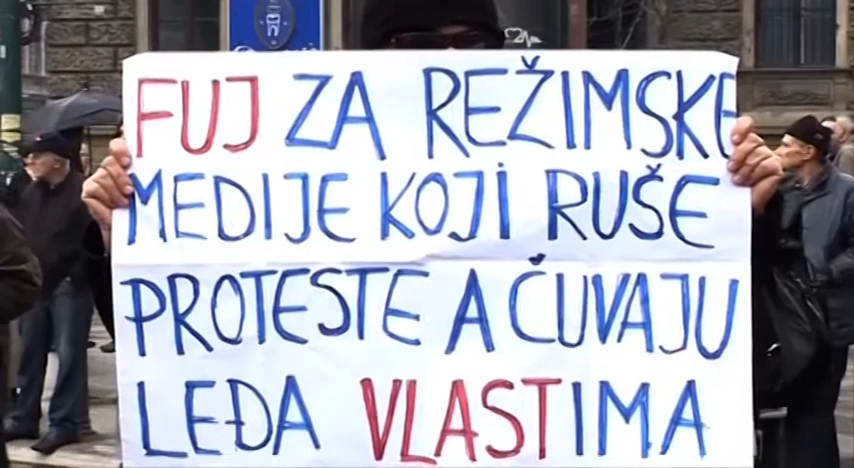 FUJ ZA REŽIMSKE
MEDIJE KOJI RUŠE
PROTESTE A ČUVAJU
LEĐA VLASTIMA